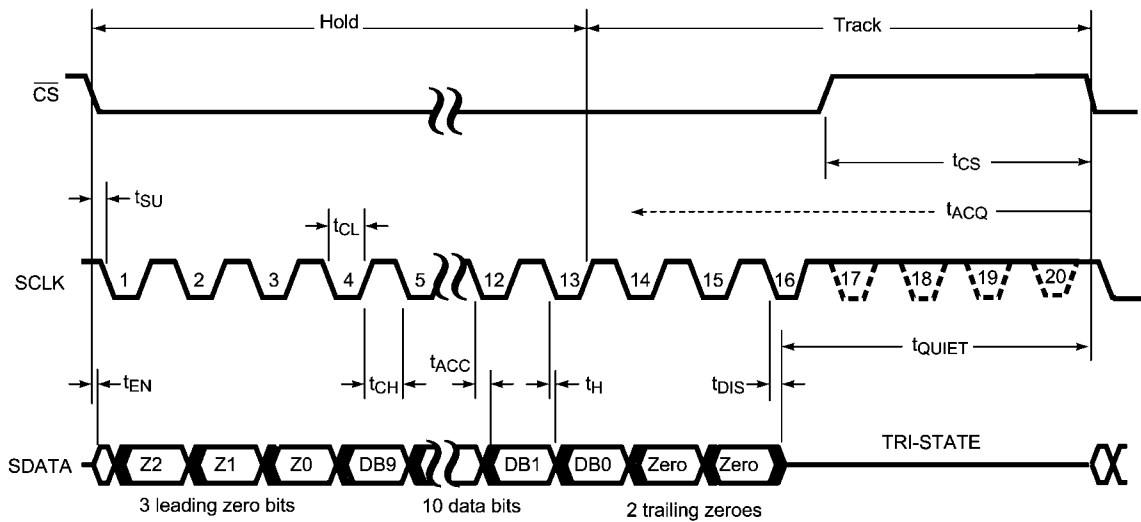 Hold Track
CS
tCS
tSU
tACQ
tCL
SCLK 1 2 3 4 5 12 13 14 15 16 17 18 19 20
tQUIET
tACC
tEN tCH tH tDIS
TRI-STATE
SDATA Z2 Z1 Z0 DB9 DB1 DB0 Zero Zero
3 leading zero bits 10 data bits 2 trailing zeroes